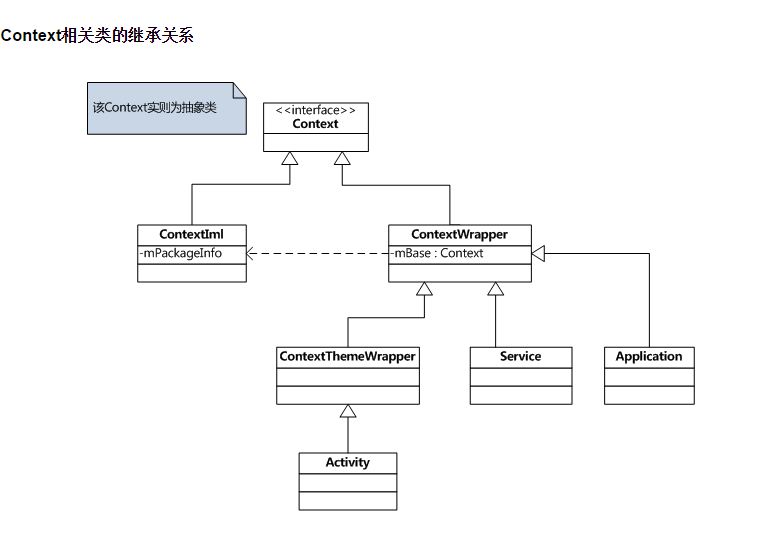 Context相关类的继承关系
该Context实则为抽象类
<<interface>>
Context
ContextIml
-mPackageInfo
ContextWrapper
-mBase : Context
ContextThemeWrapper
Service
Application
Activity